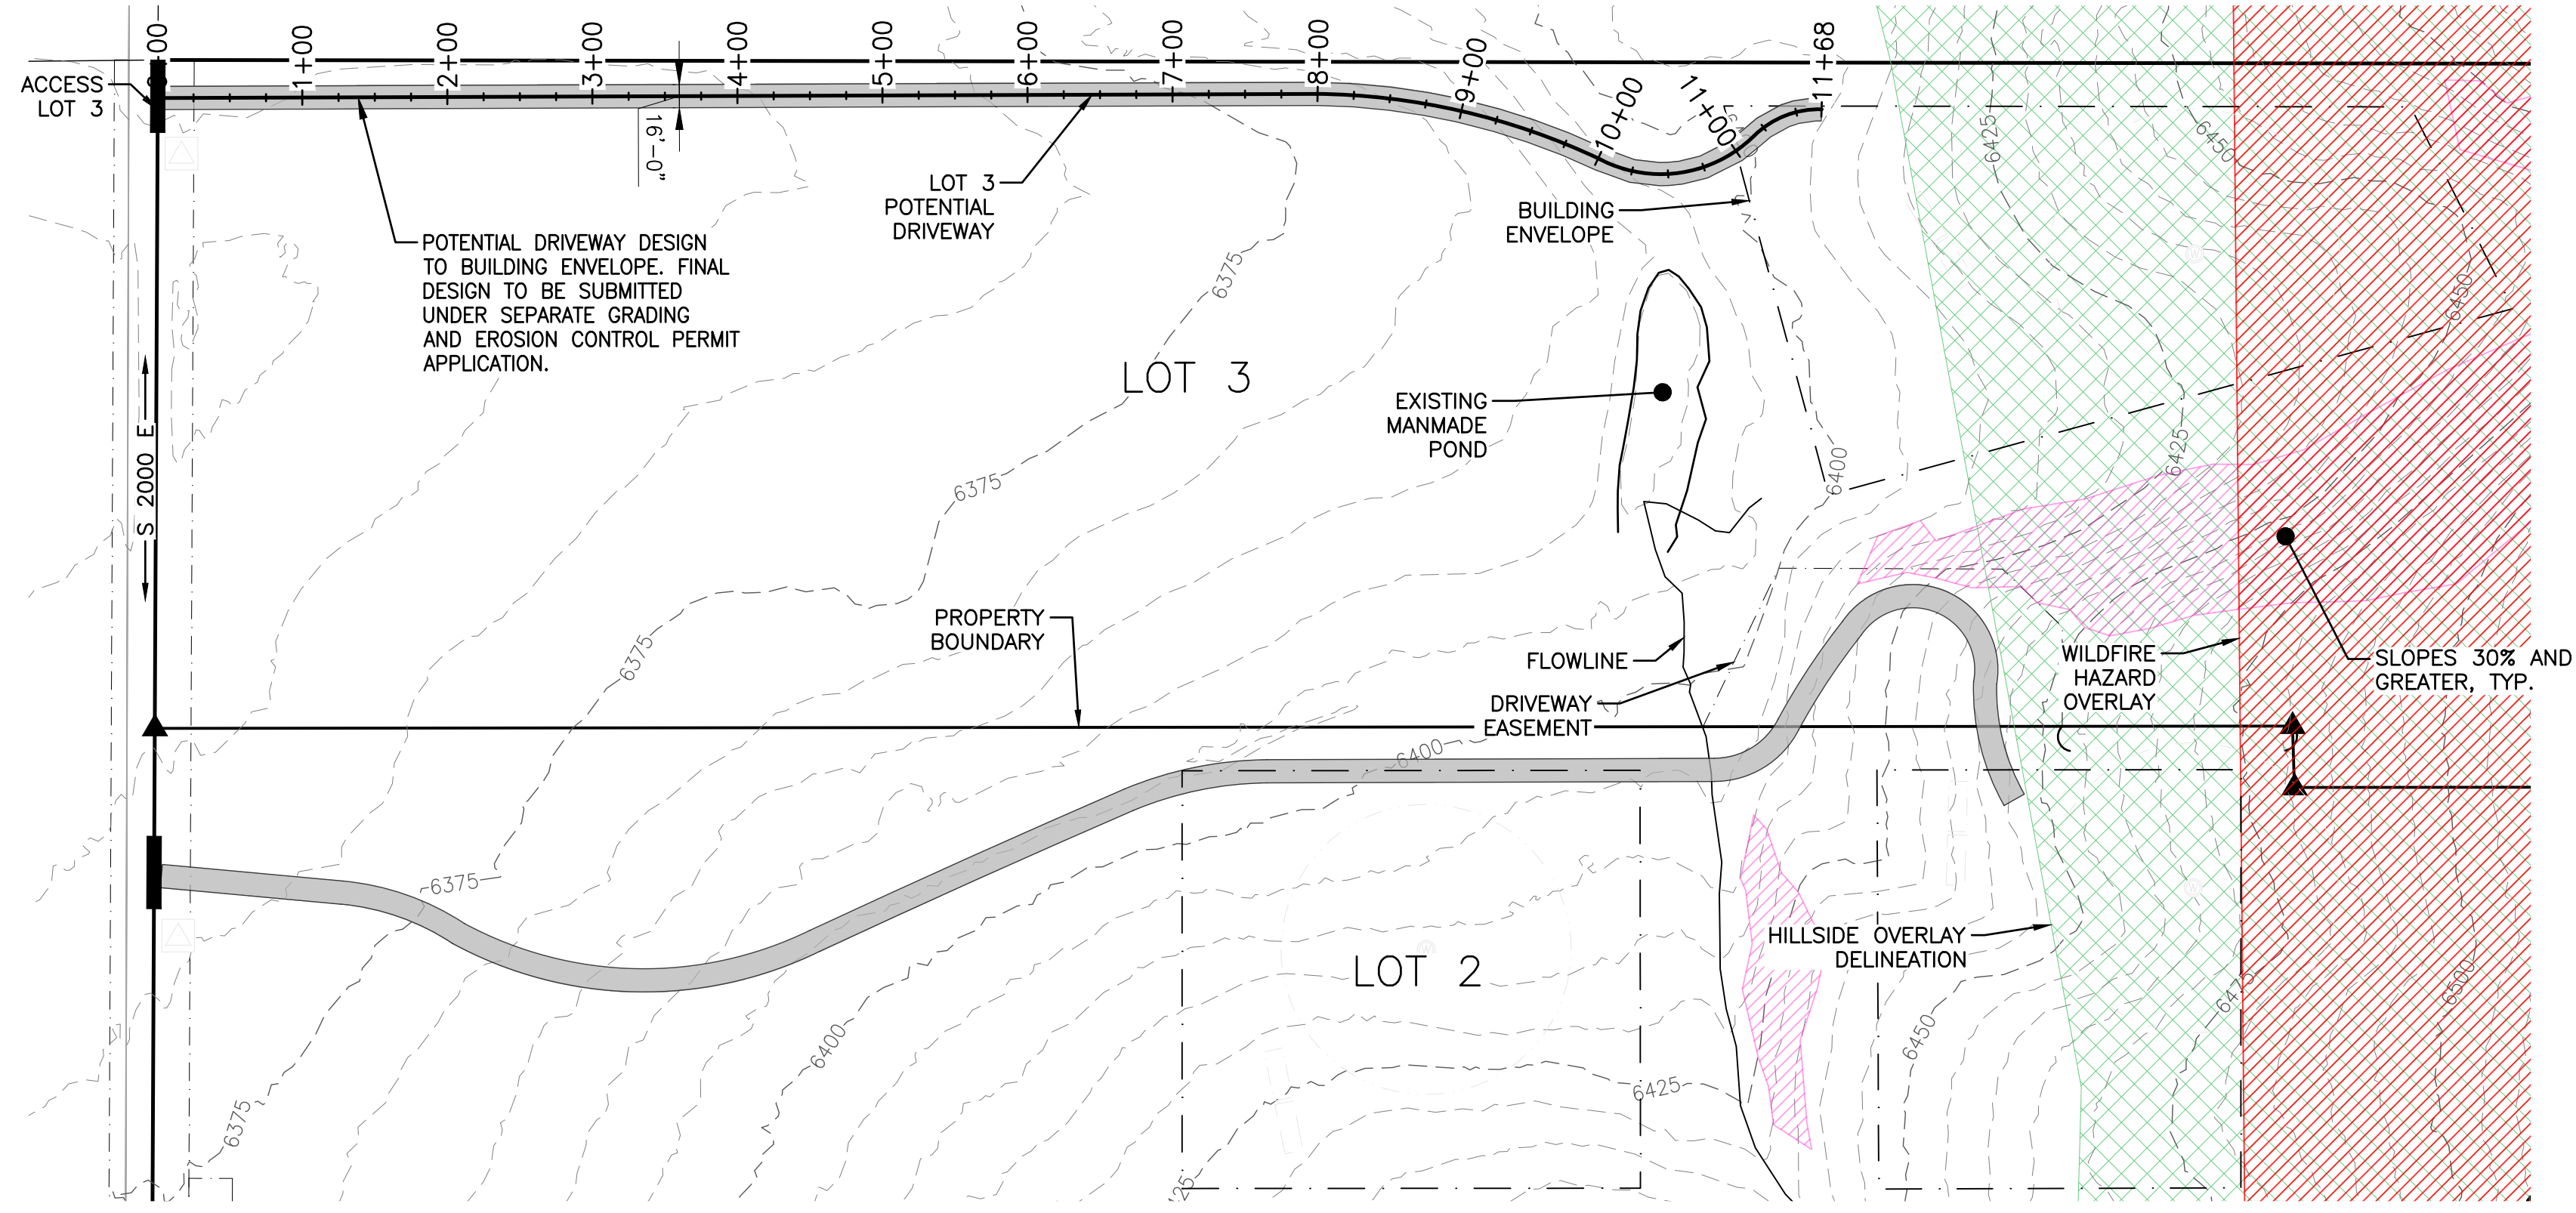 0+00
1+00
2+00
3+00
4+00
5+00
6+00
7+00
8+00
9+00
10+00
11+00
11+68
ACCESS
LOT 3
16'-0"
LOT 3
POTENTIAL
DRIVEWAY
POTENTIAL DRIVEWAY DESIGN
TO BUILDING ENVELOPE. FINAL
DESIGN TO BE SUBMITTED
UNDER SEPARATE GRADING
AND EROSION CONTROL PERMIT
APPLICATION.
BUILDING
ENVELOPE
6425
6450
6375
6450
LOT 3
EXISTING
MANMADE
POND
S 2000 E
6375
6400
6425
PROPERTY
BOUNDARY
6375
FLOWLINE
DRIVEWAY
EASEMENT
WILDFIRE
HAZARD
OVERLAY
SLOPES 30% AND
GREATER, TYP.
6400
6375
HILLSIDE OVERLAY
DELINEATION
LOT 2
6475
6500
6400
6450
6375
6425
25
W
W
W